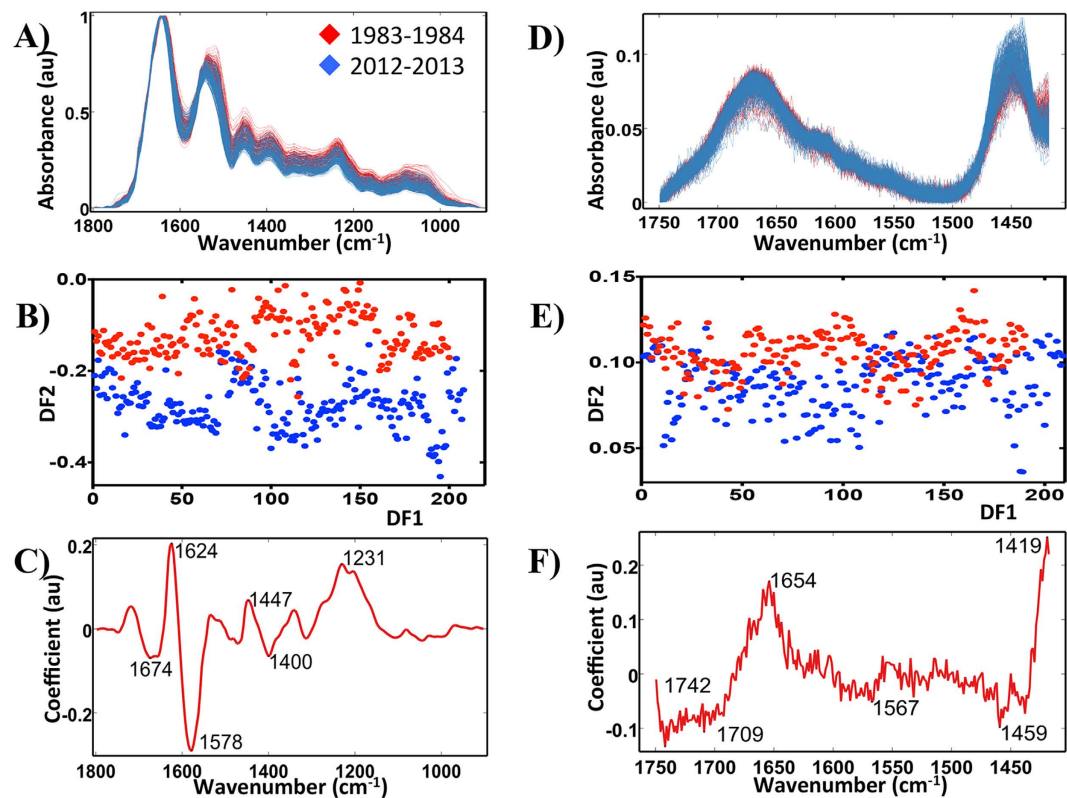 A)
Absorbance (au)
1
0.5
0
1983-1984
2012-2013
1800 1600 1400 1200 1000
Wavenumber (cm-1)
D)
Absorbance (au)
0.1
0.05
0
1750 1700 1650 1600 1550 1500 1450
Wavenumber (cm-1)
B)
DF2
0.0
-0.2
-0.4
0 50 100 150 200
DF1
E)
DF2
0.15
0.10
0.05
0 50 100 150 200
DF1
C)
Coefficient (au)
0.2
0
-0.2
1624
1231
1447
1674
1400
1578
1800 1600 1400 1200 1000
Wavenumber (cm-1)
F)
Coefficient (au)
0.2
0.1
0
-0.1
1419
1654
1742
1709
1567
1459
1750 1700 1650 1600 1550 1500 1450
Wavenumber (cm-1)